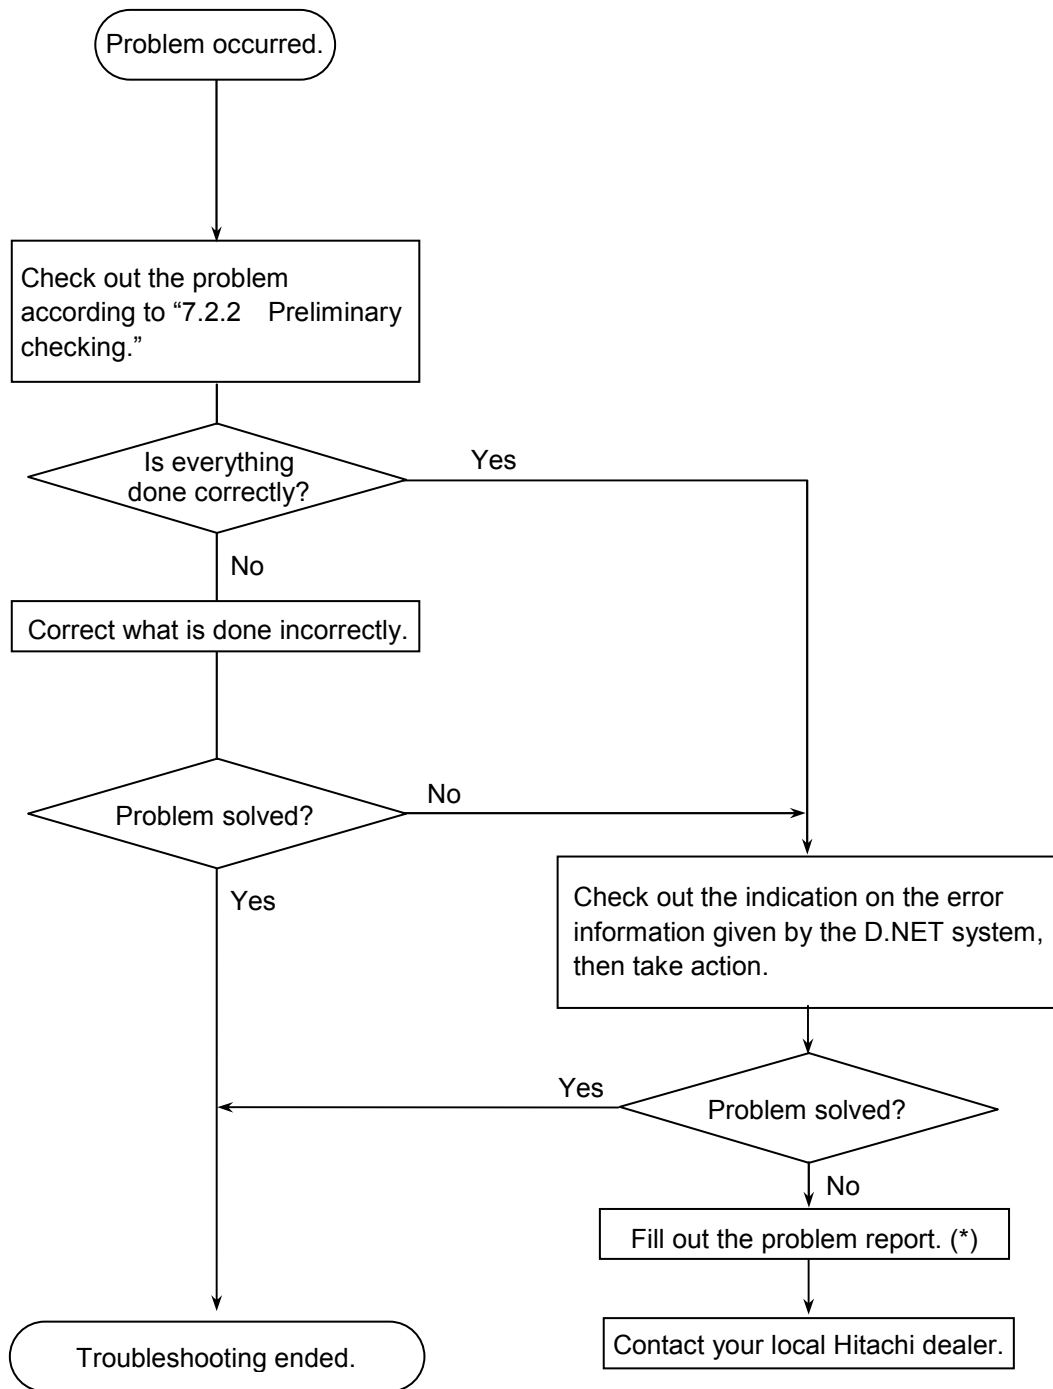 Problem occurred.
Check out the problem
according to “7.2.2 Preliminary
checking.”
Is everything
done correctly?
Yes
No
Correct what is done incorrectly.
Problem solved?
No
Yes
Check out the indication on the error
information given by the D.NET system,
then take action.
Problem solved?
Yes
No
Fill out the problem report. (*)
Contact your local Hitachi dealer.
Troubleshooting ended.